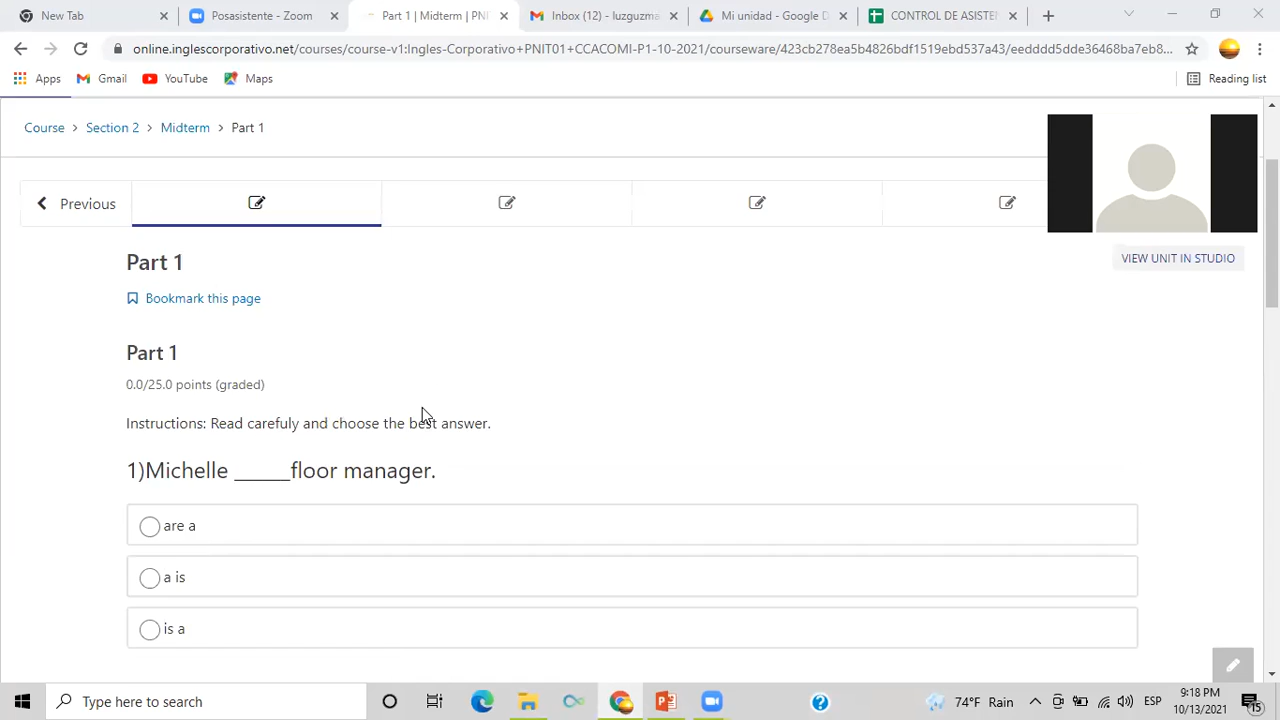 New Tab
Posasistente - Zoom
Part 1 | Midterm | PNI
Inbox (12)
Mi unidad - Google D
CONTROL DE ASISTE
online.inglescorporativo.net/courses/course-v1:Ingles-Corporativo+PNIT01+CCACOMI-P1-10-2021/courseware/423cb278ea5b4826bdf1519ebd537a43/eedddd5dde36468ba7eb8...
Apps
Gmail
YouTube
Maps
Reading list
Course > Section 2 > Midterm > Part 1
Previous
VIEW UNIT IN STUDIO
Part 1
Bookmark this page
Part 1
0.0/25.0 points (graded)
Instructions: Read carefuly and choose the best answer.
1)Michelle _____floor manager.
are a
a is
is a
Type here to search
74°F Rain
ESP
9:18 PM
10/13/2021
15